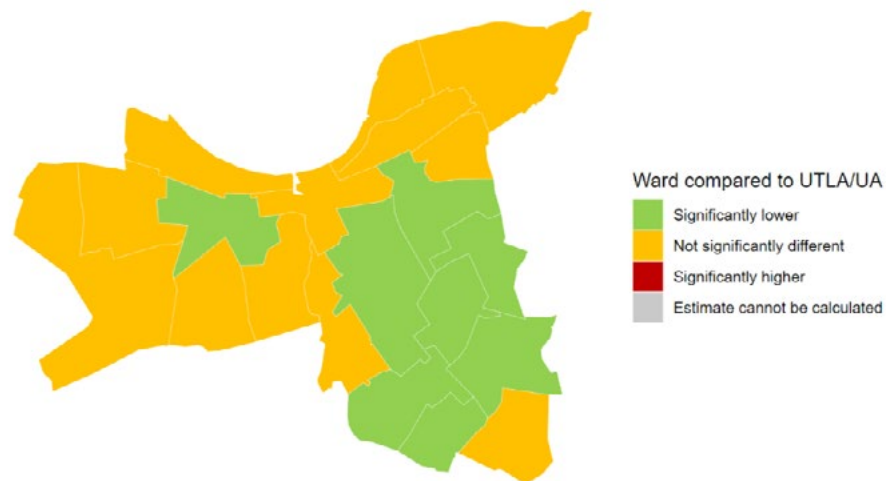 Ward compared to UTLA/UA
Significantly lower
Not significantly different
Significantly higher
Estimate cannot be calculated